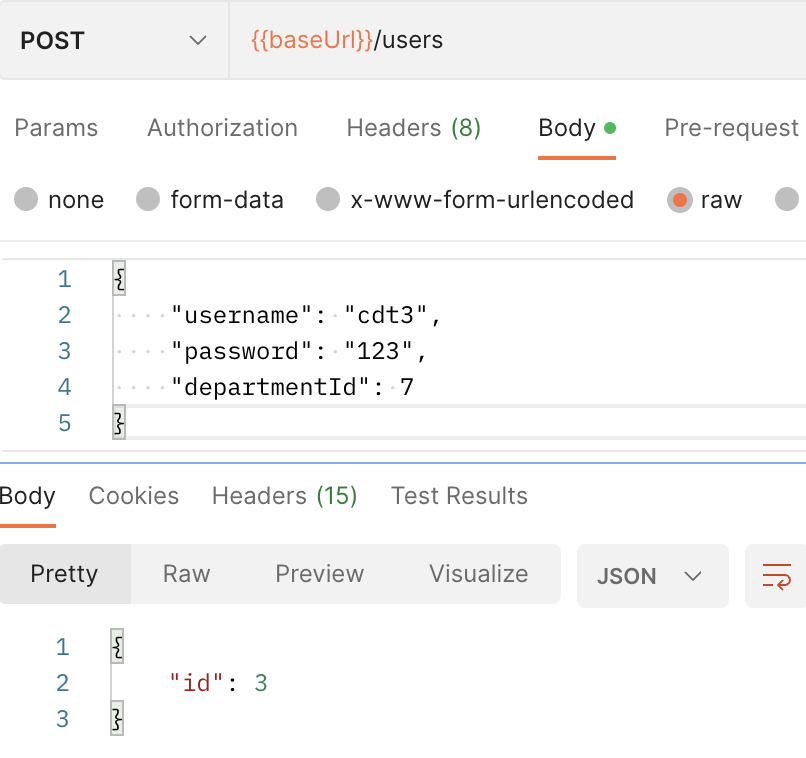 POST {{baseUrl}}/users
Params Authorization Headers (8) Body Pre-request
none form-data x-www-form-urlencoded raw
1 {
2 "username": "cdt3",
3 "password": "123",
4 "departmentId": 7
5 }
Body Cookies Headers (15) Test Results
Pretty Raw Preview Visualize JSON
1 {
2 "id": 3
3 }